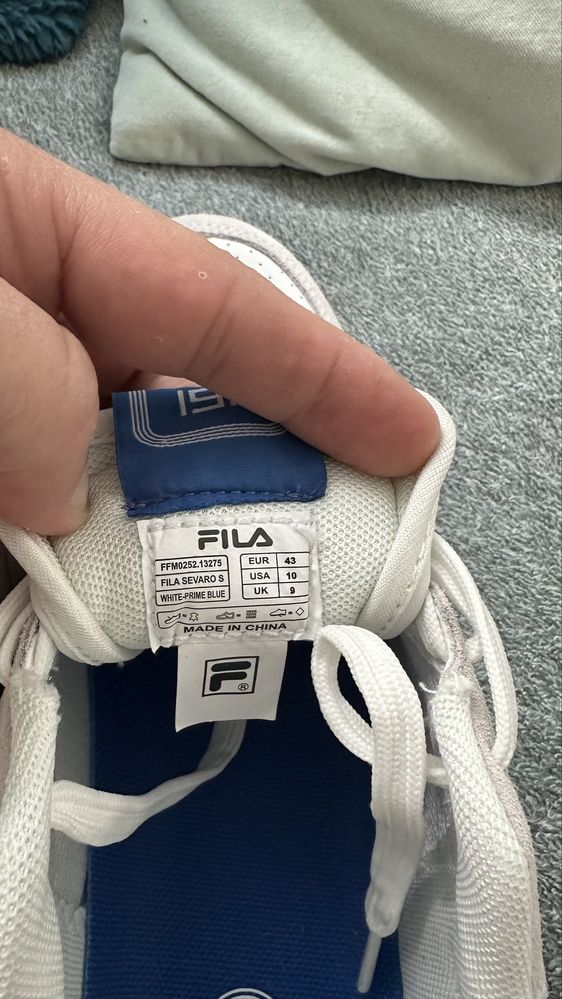 FILA
FFM0252.13275
FILA SEVARO S
WHITE-PRIME BLUE
EUR 43
USA 10
UK 9
MADE IN CHINA
F®